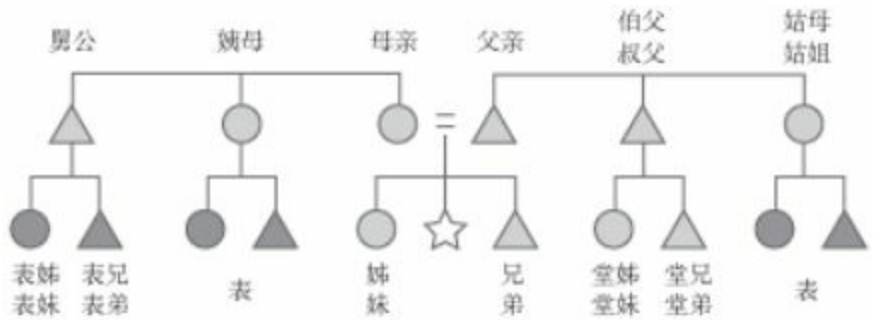 舅公 姨母 母亲 父亲 伯父 姑母
叔父 姑姐
表姊 表兄 表 姊 兄 堂姊 堂兄 表
表妹 表弟 妹 弟 堂妹 堂弟